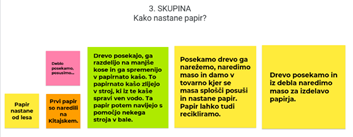 3. SKUPINA
Kako nastane papir?
Papir
nastane
od lesa
Deblo
posekamo,
posušimo...
Prvi papir
so naredili
na
Kitajskem.
Drevo posekajo, ga
razdelijo na manjše
kose in ga spremenijo
v papirnato kašo. To
papirnato kašo zlijejo
v stroj, ki iz te kaše
spravi ven vodo. Ta
papir potem navijejo s
pomočjo nekega
stroja v bale.
Posekamo drevo ga
narežemo, naredimo
maso in damo v
tovarno kjer se
masa splošči posuši
in nastane papir.
Papir lahko tudi
recikliramo.
Drevo posekamo in
iz debla naredimo
maso za izdelavo
papirja.